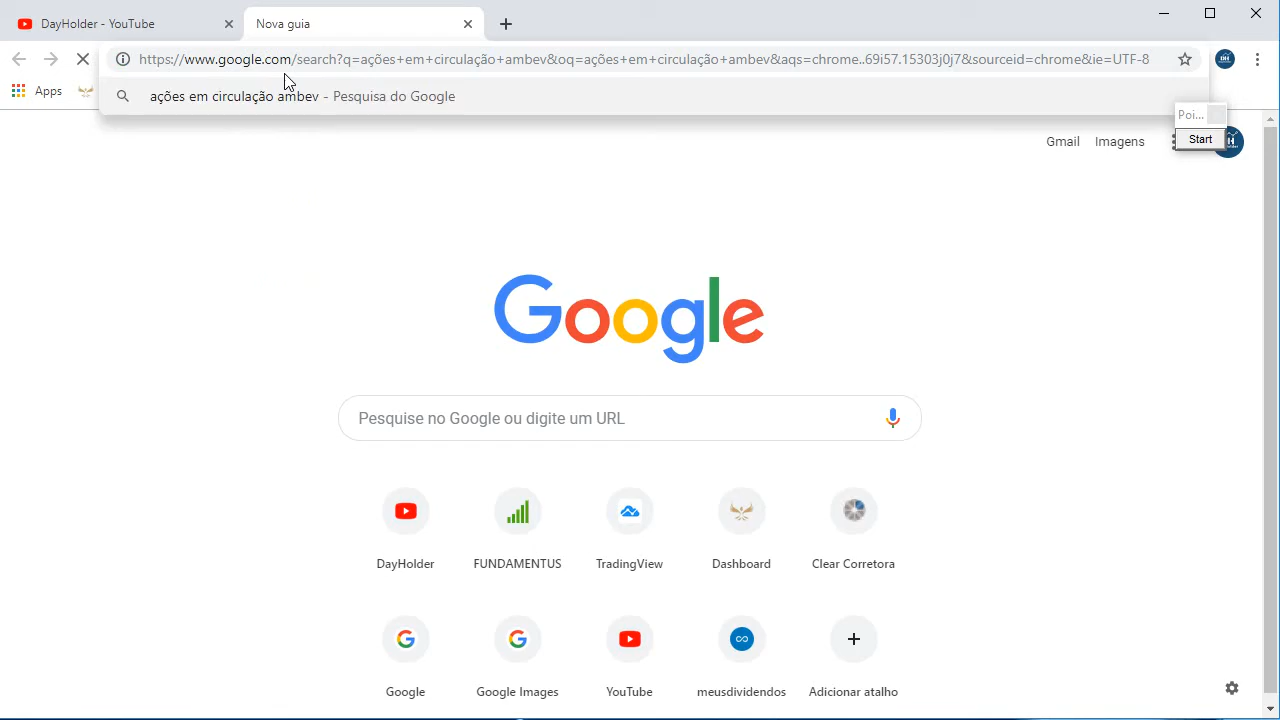 DayHolder - YouTube
Nova guia
https://www.google.com/search?q=ações+em+circulação+ambev&oq=ações+em+circulação+ambev&aqs=chrome..69i57.15303j0j7&sourceid=chrome&ie=UTF-8
Apps
ações em circulação ambev - Pesquisa do Google
Poi...
Start
Gmail Imagens
Google
Pesquise no Google ou digite um URL
DayHolder FUNDAMENTUS TradingView Dashboard Clear Corretora
Google Google Images YouTube meusdividendos Adicionar atalho